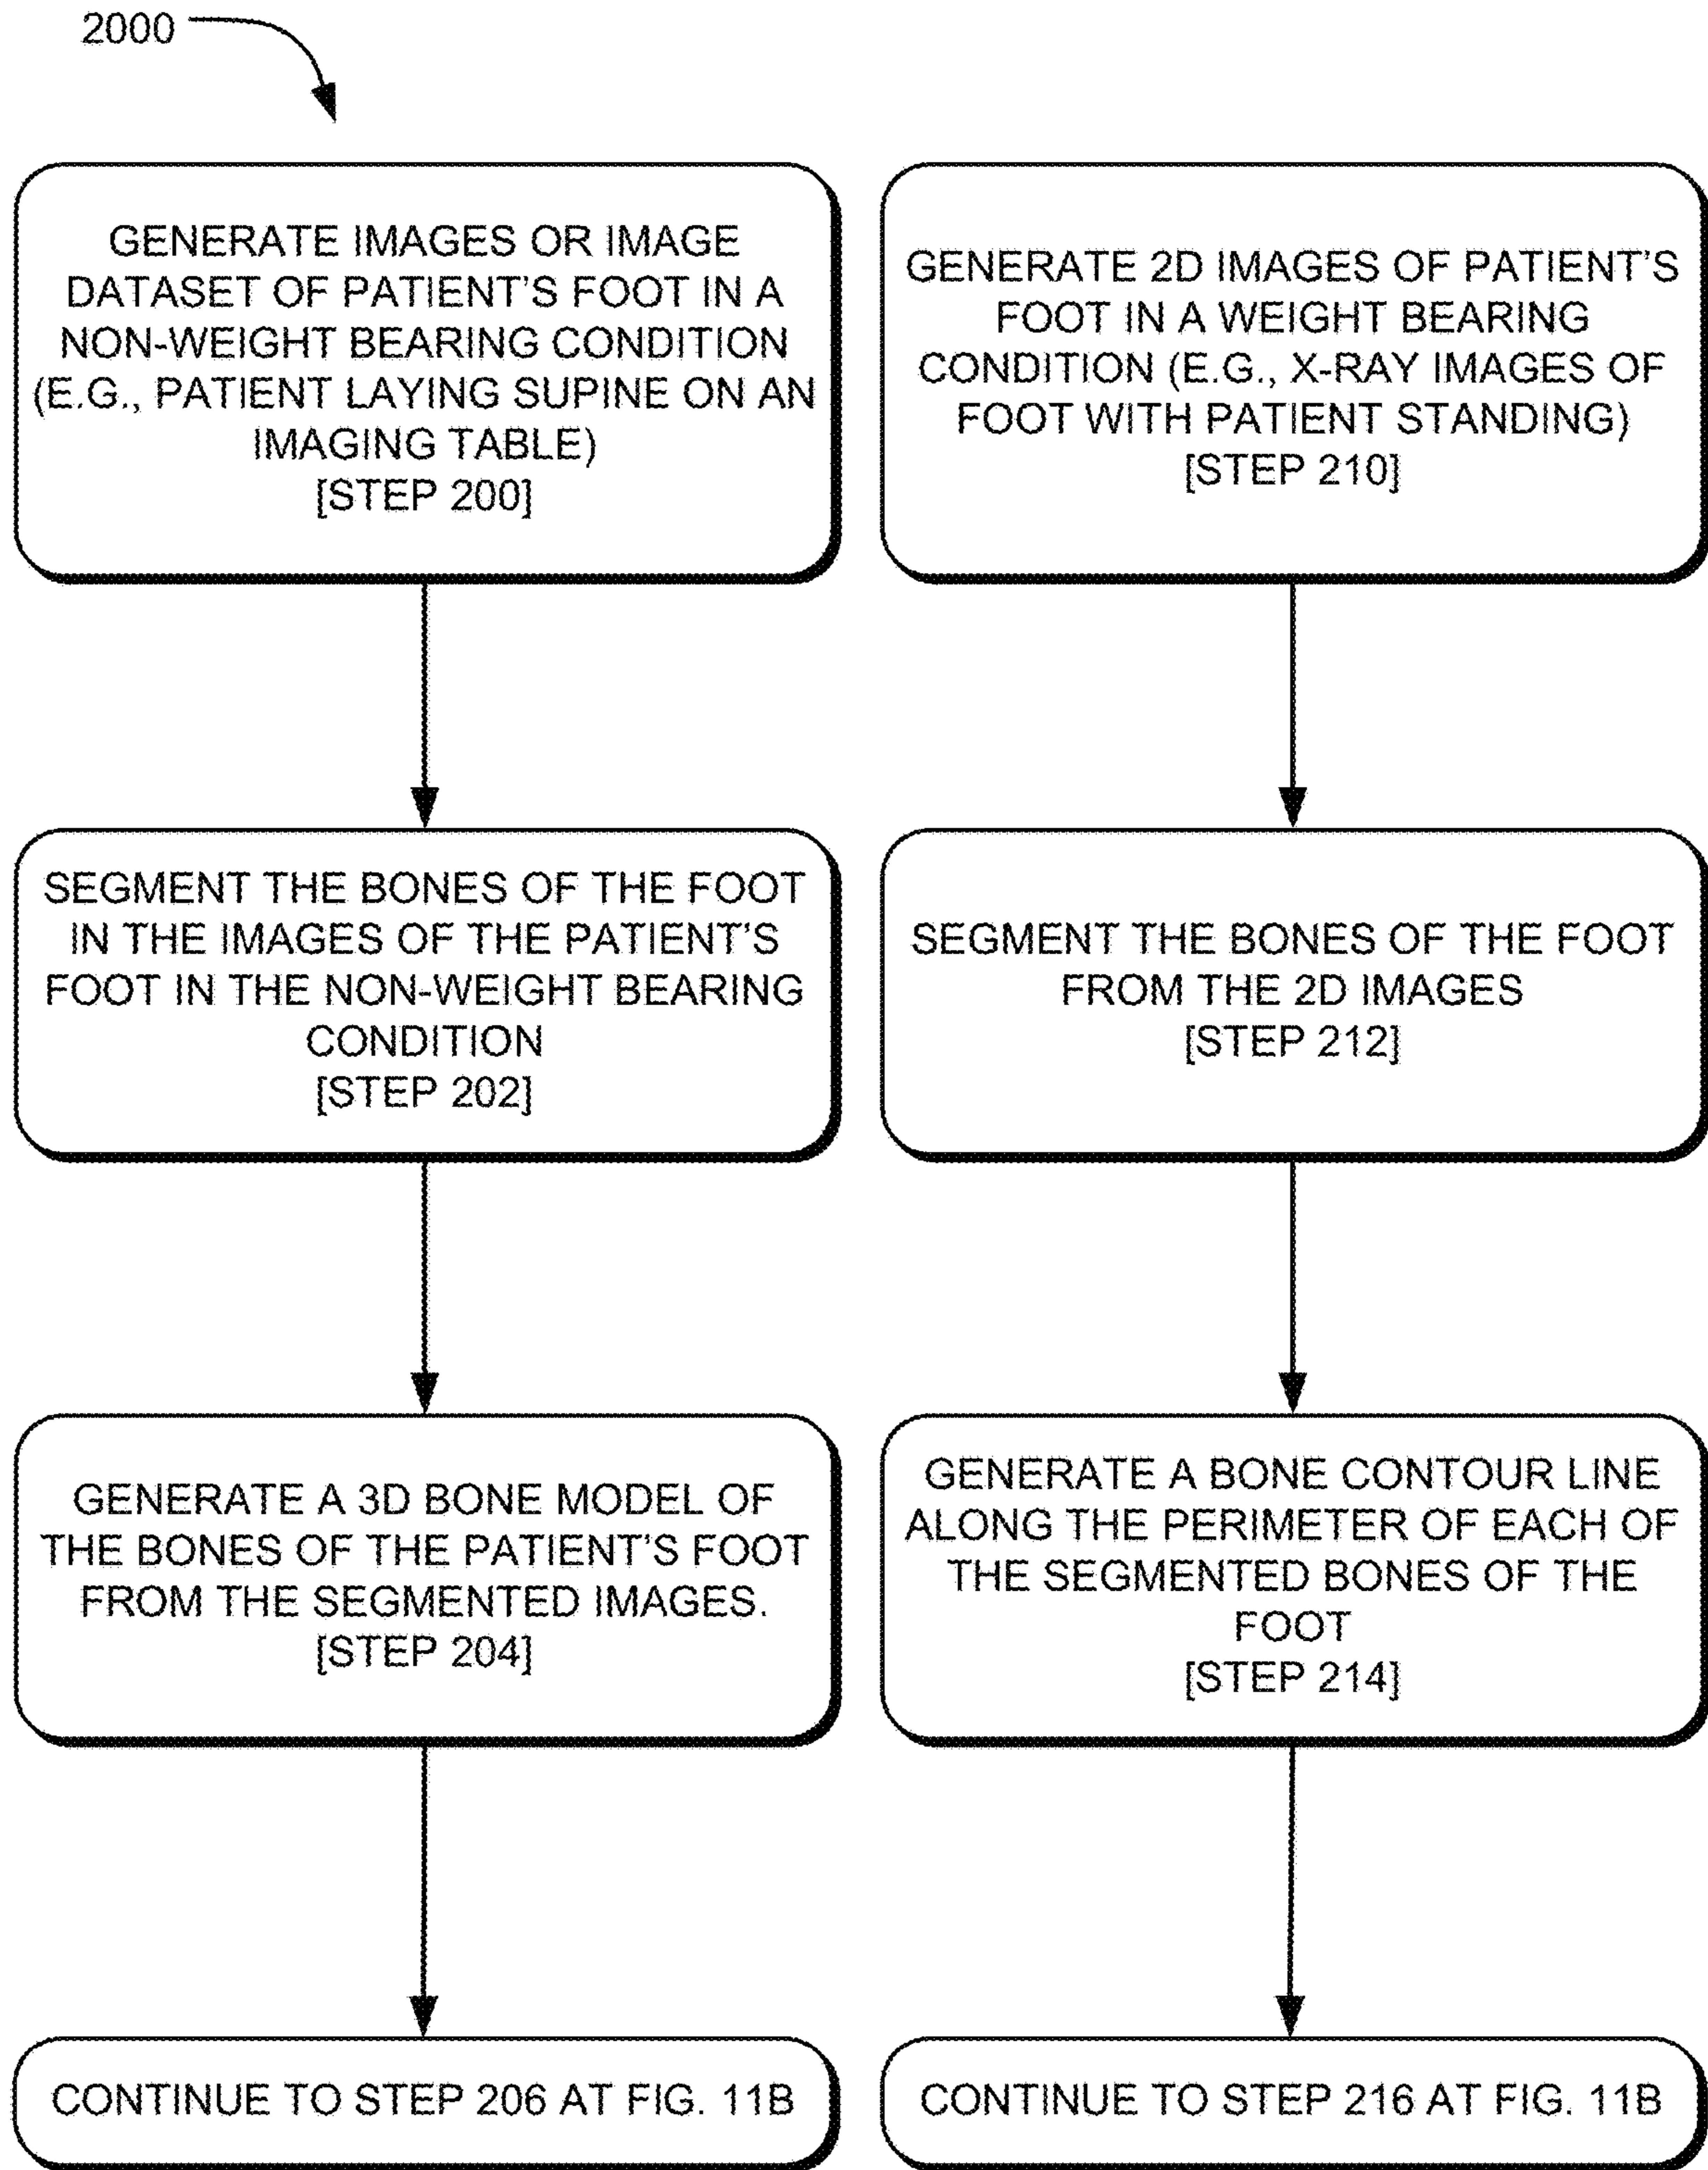 2000
GENERATE IMAGES OR IMAGE
DATASET OF PATIENT'S FOOT IN A
NON-WEIGHT BEARING CONDITION
(E.G., PATIENT LAYING SUPINE ON AN
IMAGING TABLE)
[STEP 200]
SEGMENT THE BONES OF THE FOOT
IN THE IMAGES OF THE PATIENT'S
FOOT IN THE NON-WEIGHT BEARING
CONDITION
[STEP 202]
GENERATE A 3D BONE MODEL OF
THE BONES OF THE PATIENT'S FOOT
FROM THE SEGMENTED IMAGES.
[STEP 204]
CONTINUE TO STEP 206 AT FIG. 11B
GENERATE 2D IMAGES OF PATIENT'S
FOOT IN A WEIGHT BEARING
CONDITION (E.G., X-RAY IMAGES OF
FOOT WITH PATIENT STANDING)
[STEP 210]
SEGMENT THE BONES OF THE FOOT
FROM THE 2D IMAGES
[STEP 212]
GENERATE A BONE CONTOUR LINE
ALONG THE PERIMETER OF EACH OF
THE SEGMENTED BONES OF THE
FOOT
[STEP 214]
CONTINUE TO STEP 216 AT FIG. 11B